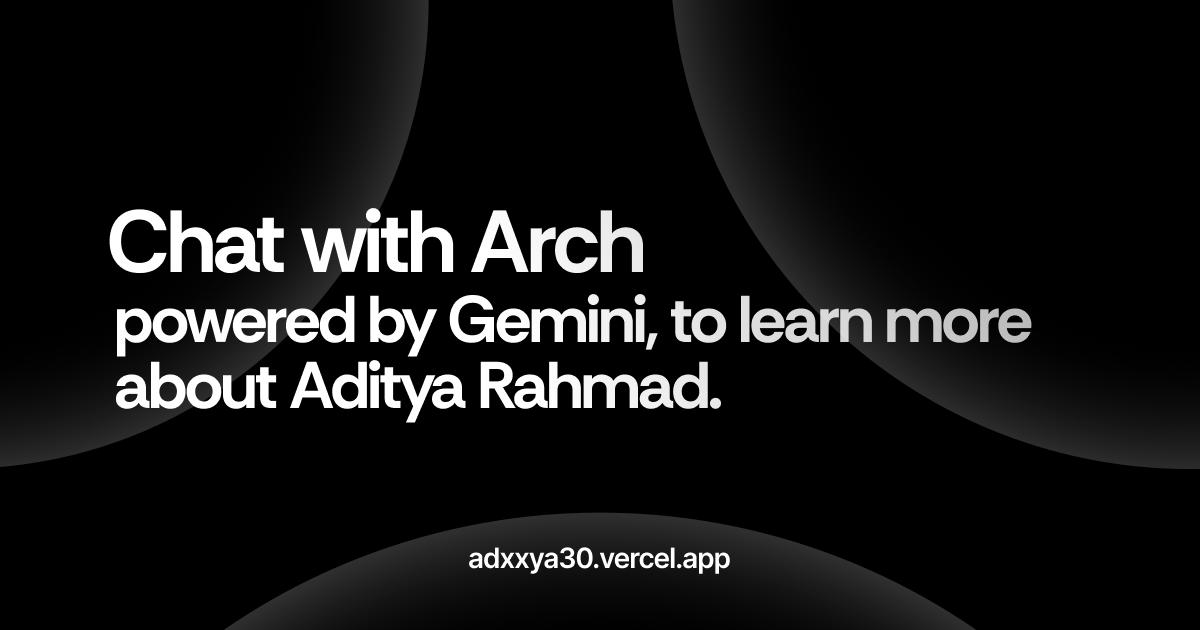 Chat with Arch
powered by Gemini, to learn more
about Aditya Rahmad.
adxxya30.vercel.app